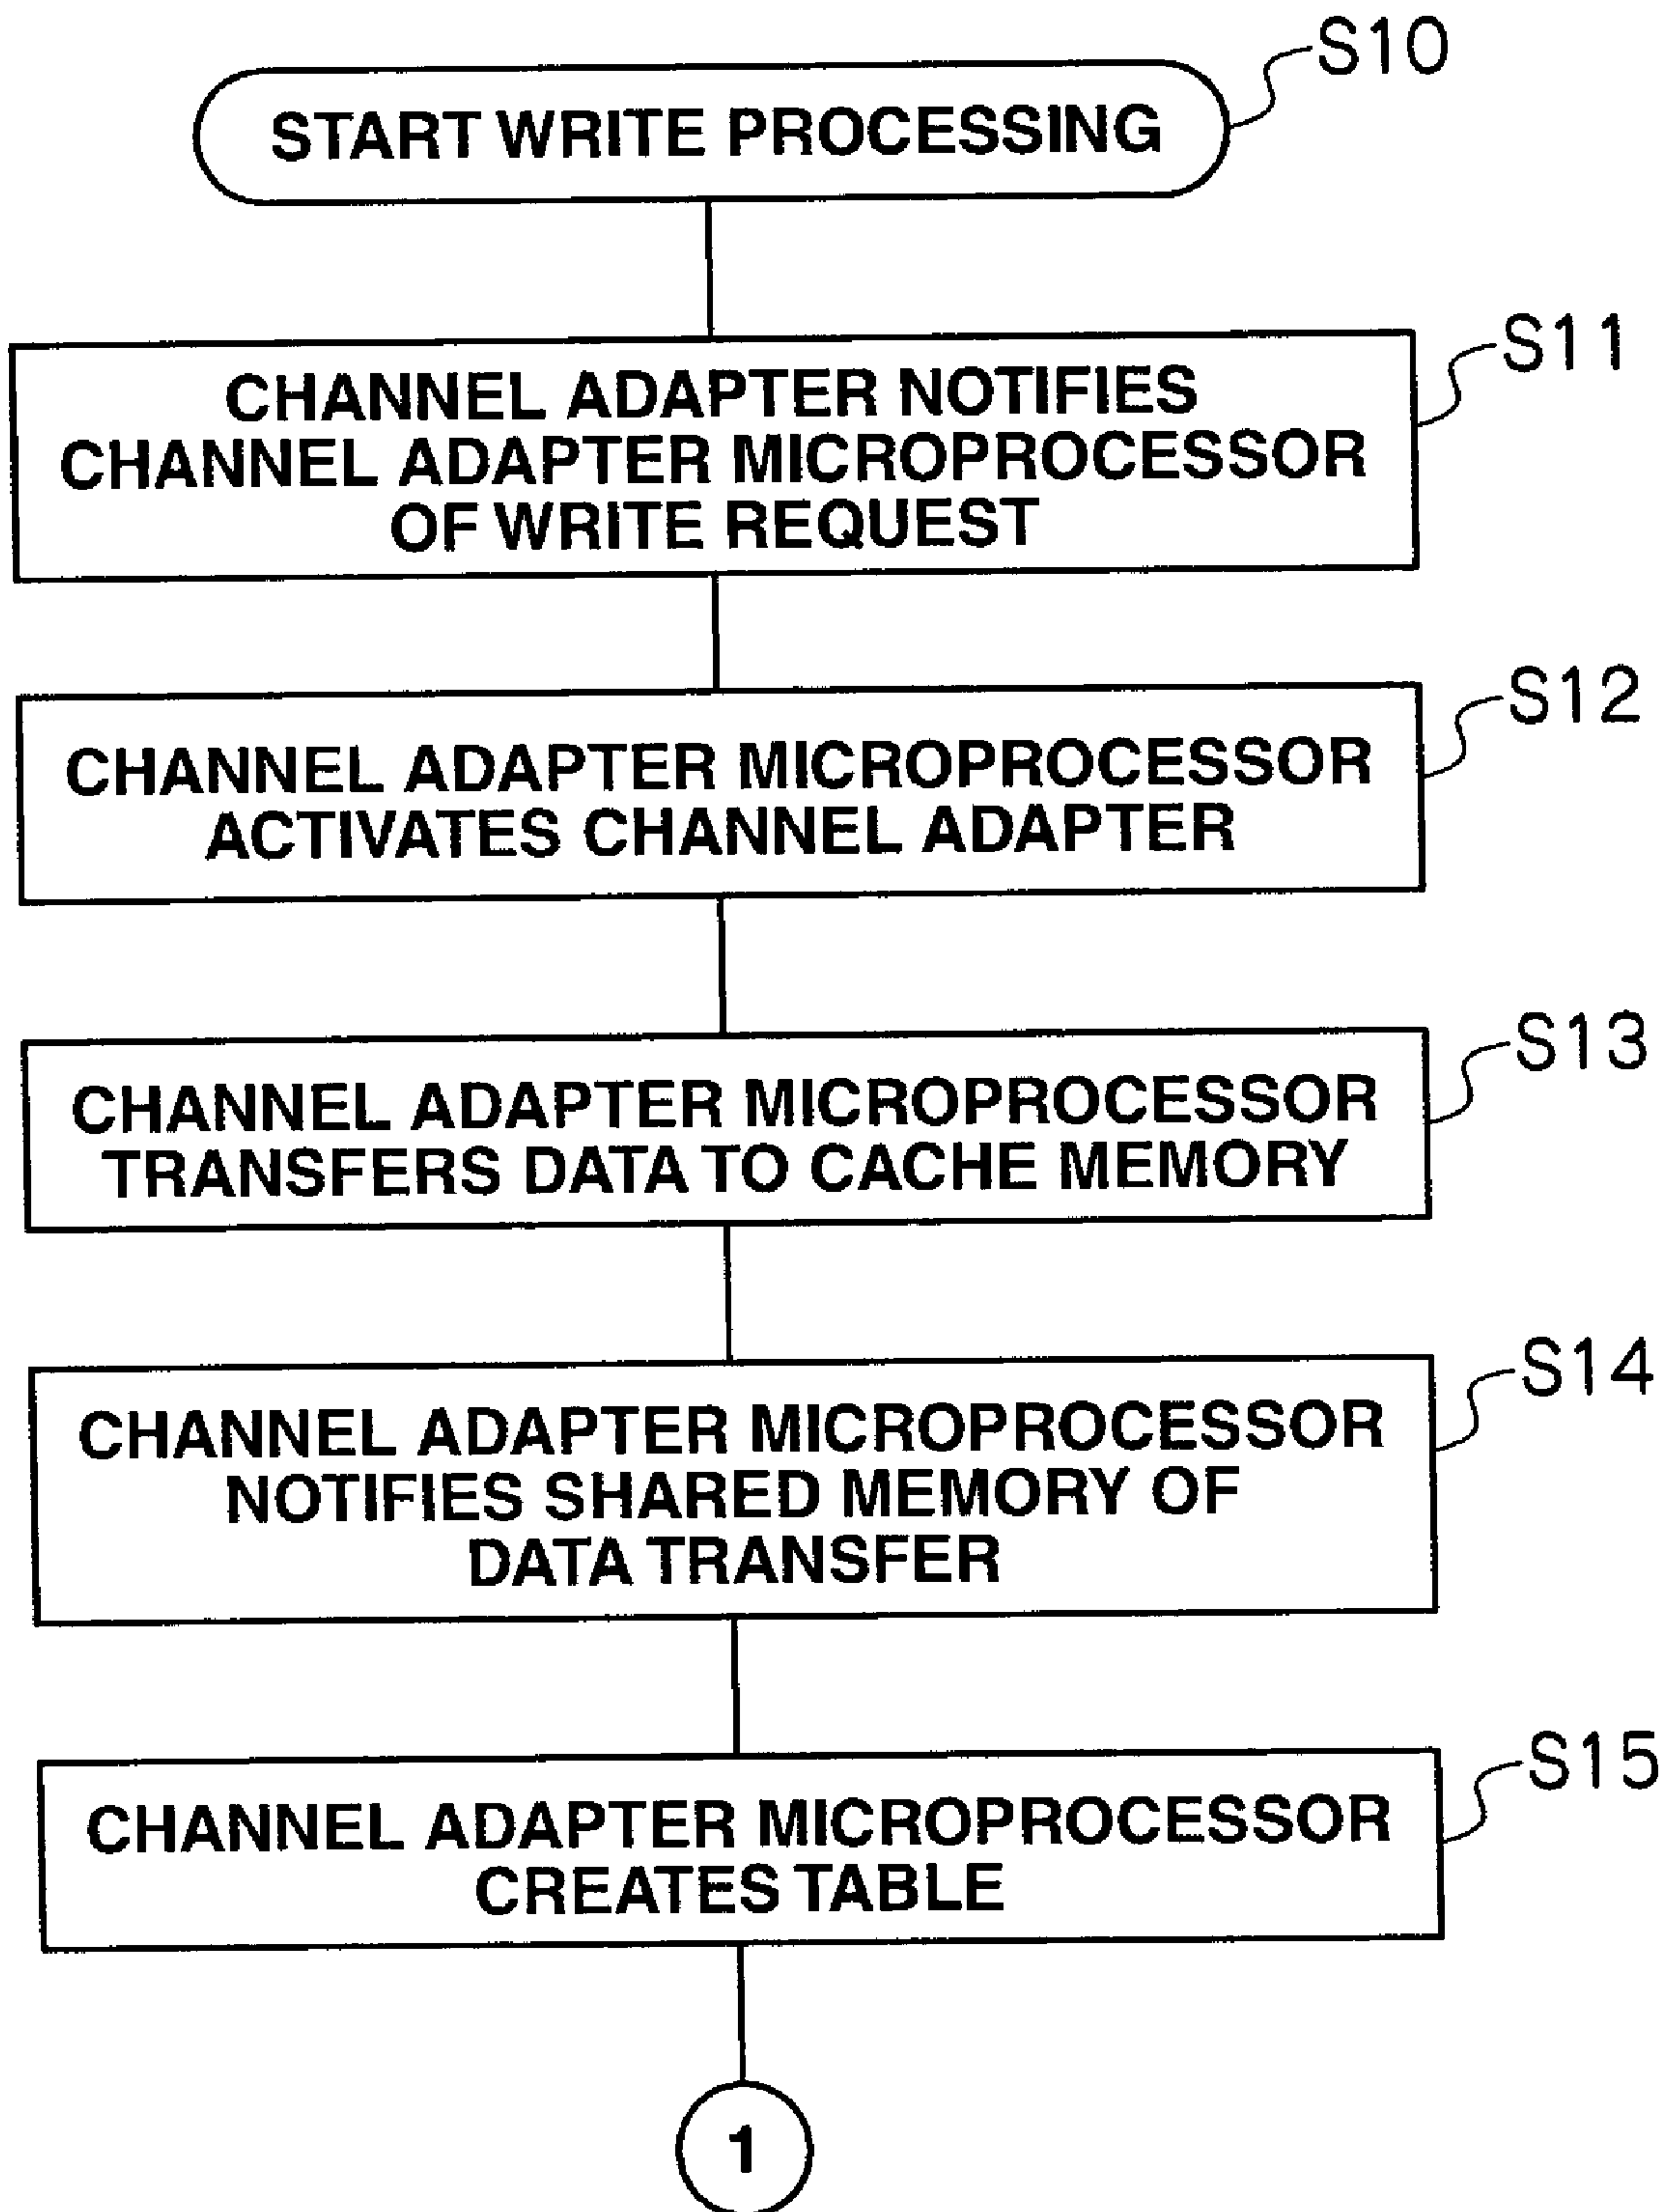 S10
START WRITE PROCESSING
S11
CHANNEL ADAPTER NOTIFIES
CHANNEL ADAPTER MICROPROCESSOR
OF WRITE REQUEST
S12
CHANNEL ADAPTER MICROPROCESSOR
ACTIVATES CHANNEL ADAPTER
S13
CHANNEL ADAPTER MICROPROCESSOR
TRANSFERS DATA TO CACHE MEMORY
S14
CHANNEL ADAPTER MICROPROCESSOR
NOTIFIES SHARED MEMORY OF
DATA TRANSFER
S15
CHANNEL ADAPTER MICROPROCESSOR
CREATES TABLE
1